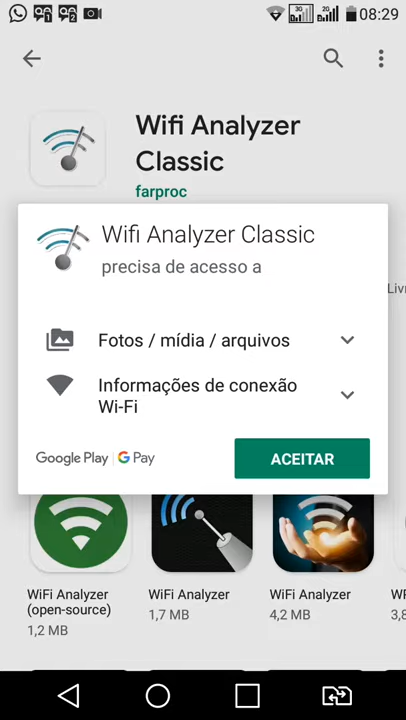 3G 2G 08:29
Wifi Analyzer
Classic
farproc
Wifi Analyzer Classic
precisa de acesso a
Livr
Fotos / mídia / arquivos
Informações de conexão
Wi-Fi
Google Play | G Pay
ACEITAR
WiFi Analyzer
(open-source)
1,2 MB
WiFi Analyzer
1,7 MB
WiFi Analyzer
4,2 MB
3,8